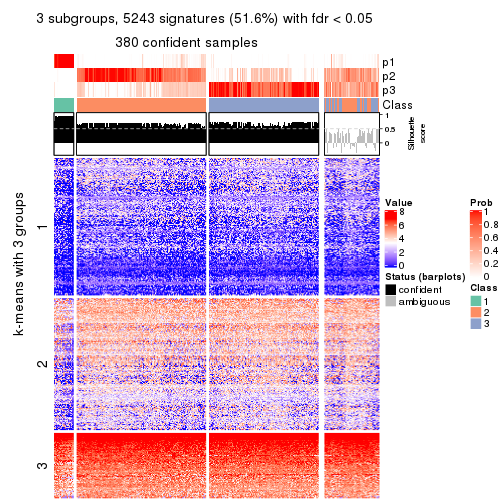 3 subgroups, 5243 signatures (51.6%) with fdr < 0.05
380 confident samples
p1
p2
p3
Class
1
0.5
0
Silhouette
score
k-means with 3 groups
1
2
3
Value
8
6
4
2
0
Status (barplots)
confident
ambiguous
Prob
1
0.8
0.6
0.4
0.2
0
Class
1
2
3